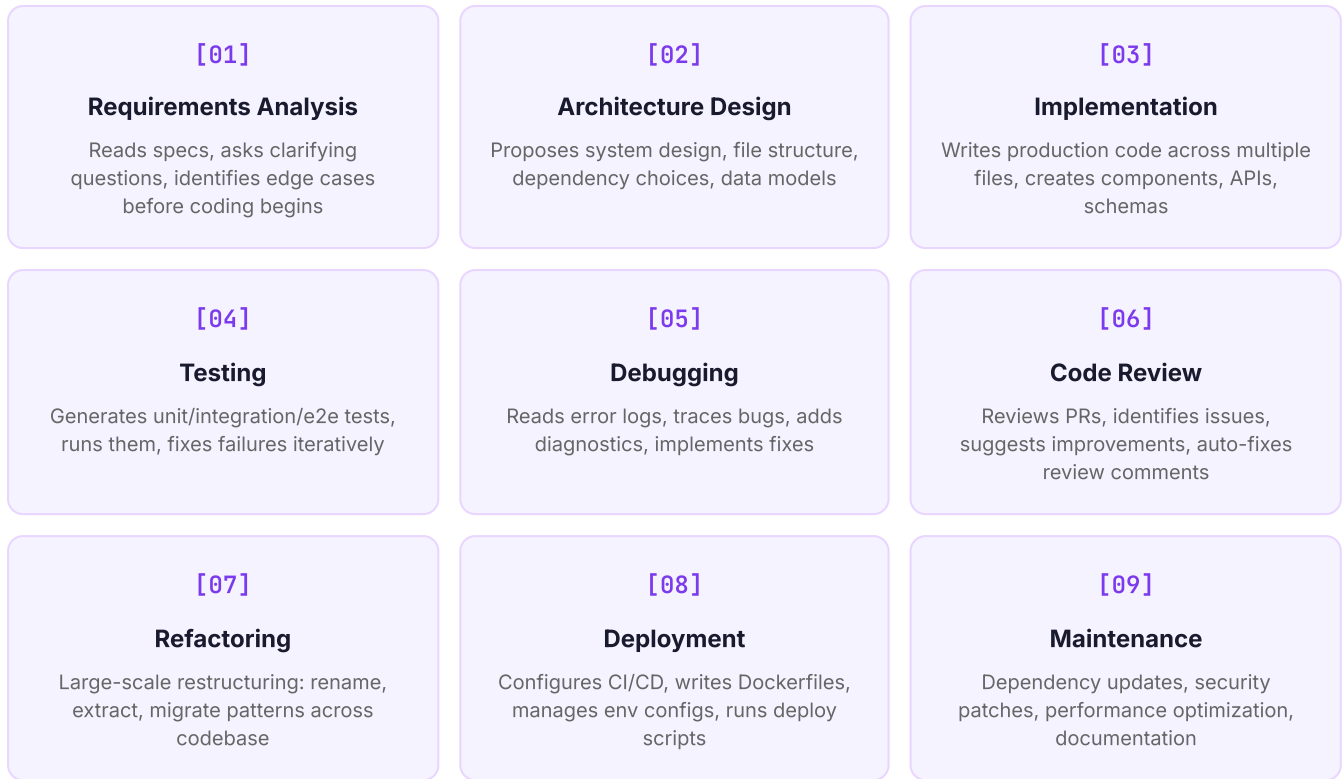 [01]
Requirements Analysis
Reads specs, asks clarifying
questions, identifies edge cases
before coding begins
[02]
Architecture Design
Proposes system design, file structure,
dependency choices, data models
[03]
Implementation
Writes production code across multiple
files, creates components, APIs,
schemas
[04]
Testing
Generates unit/integration/e2e tests,
runs them, fixes failures iteratively
[05]
Debugging
Reads error logs, traces bugs, adds
diagnostics, implements fixes
[06]
Code Review
Reviews PRs, identifies issues,
suggests improvements, auto-fixes
review comments
[07]
Refactoring
Large-scale restructuring: rename,
extract, migrate patterns across
codebase
[08]
Deployment
Configures CI/CD, writes Dockerfiles,
manages env configs, runs deploy
scripts
[09]
Maintenance
Dependency updates, security
patches, performance optimization,
documentation